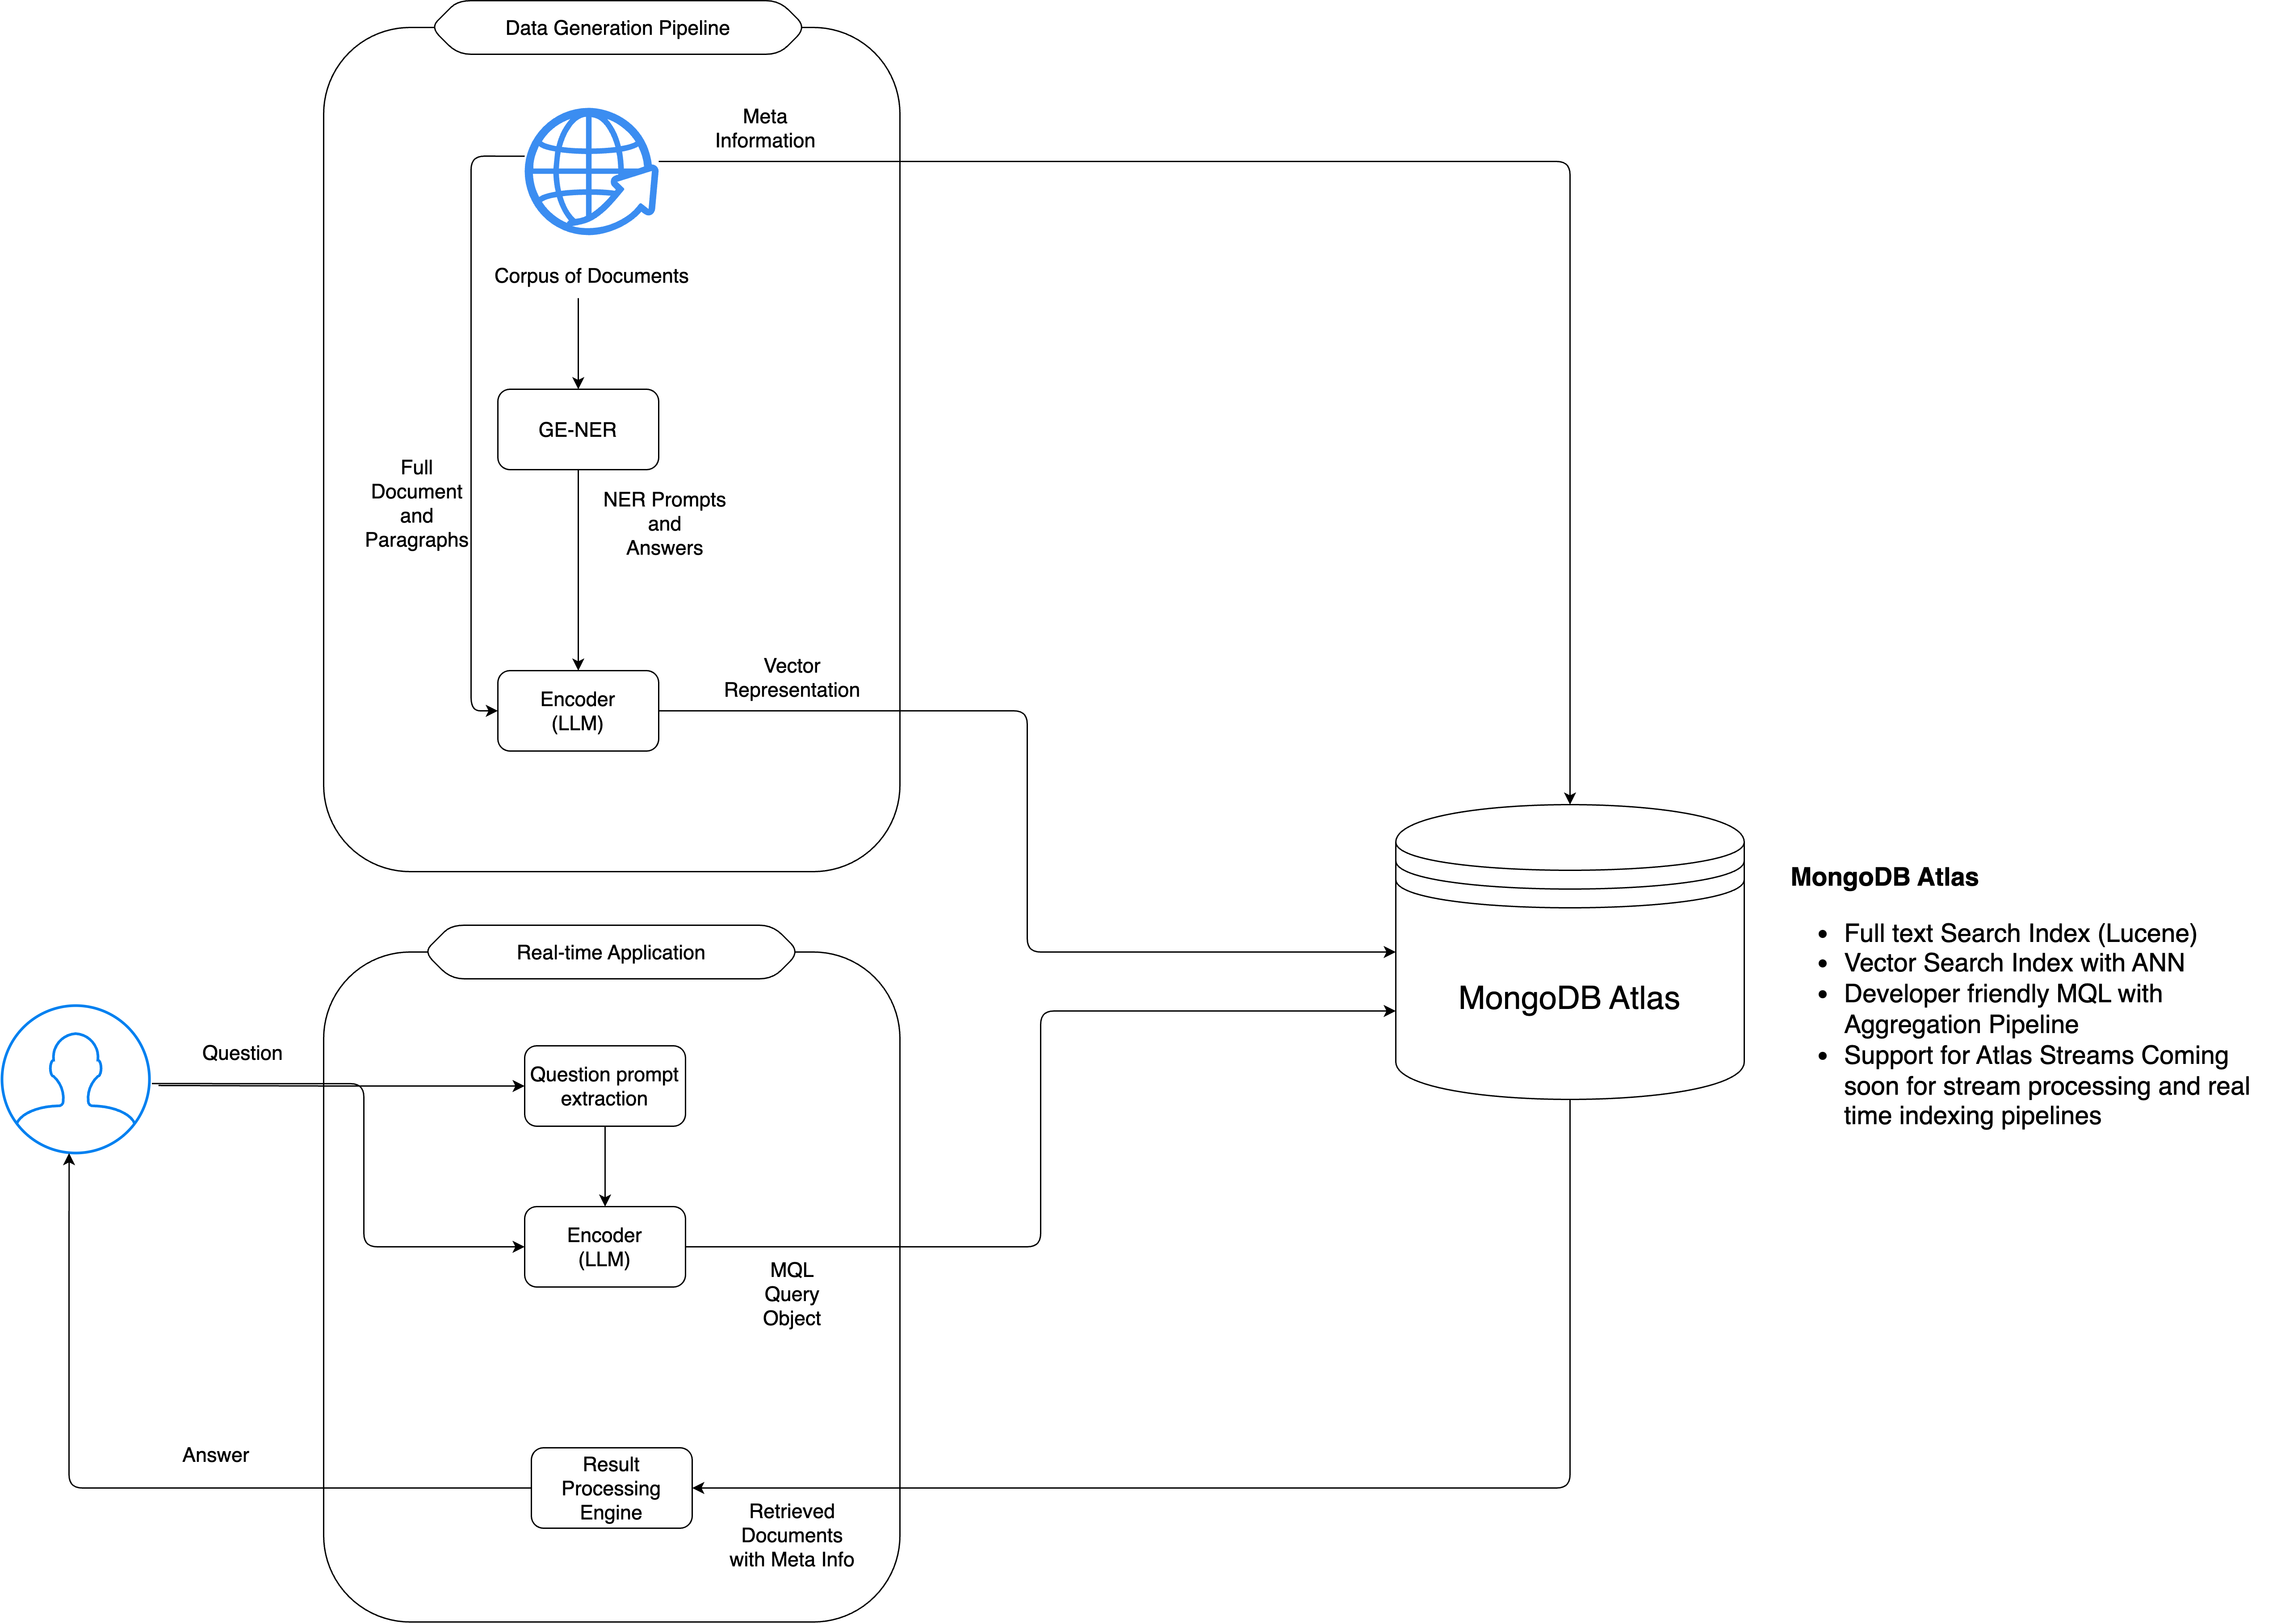 Data Generation Pipeline
Meta
Information
Corpus of Documents
GE-NER
Full
Document
and
Paragraphs
NER Prompts
and
Answers
Encoder
(LLM)
Vector
Representation
MongoDB Atlas
MongoDB Atlas
• Full text Search Index (Lucene)
• Vector Search Index with ANN
• Developer friendly MQL with
Aggregation Pipeline
• Support for Atlas Streams Coming
soon for stream processing and real
time indexing pipelines
Real-time Application
Question
Question prompt
extraction
Encoder
(LLM)
MQL
Query
Object
Answer
Result
Processing
Engine
Retrieved
Documents
with Meta Info